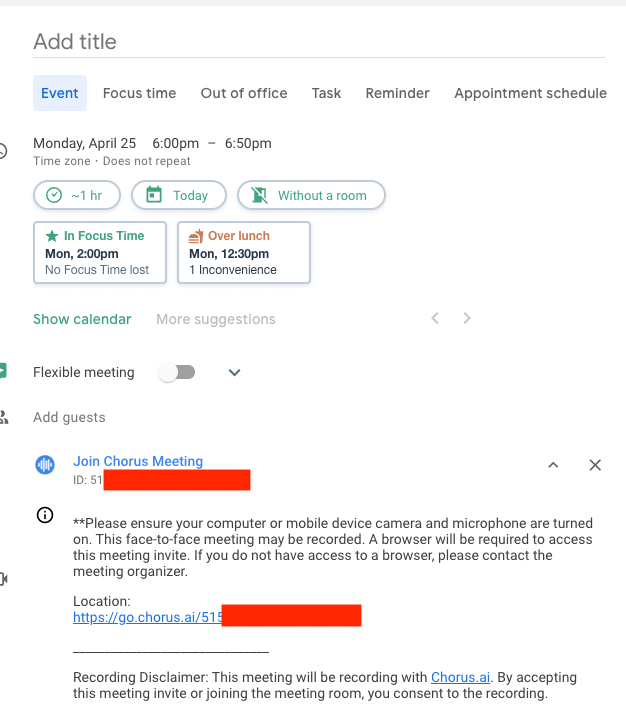 Add title
Event Focus time Out of office Task Reminder Appointment schedule
Monday, April 25 6:00pm – 6:50pm
Time zone · Does not repeat
~1 hr Today Without a room
In Focus Time
Mon, 2:00pm
No Focus Time lost
Over lunch
Mon, 12:30pm
1 Inconvenience
Show calendar More suggestions
Flexible meeting
Add guests
Join Chorus Meeting
ID: 51
**Please ensure your computer or mobile device camera and microphone are turned
on. This face-to-face meeting may be recorded. A browser will be required to access
this meeting invite. If you do not have access to a browser, please contact the
meeting organizer.
Location:
https://go.chorus.ai/515
______________________________
Recording Disclaimer: This meeting will be recording with Chorus.ai. By accepting
this meeting invite or joining the meeting room, you consent to the recording.